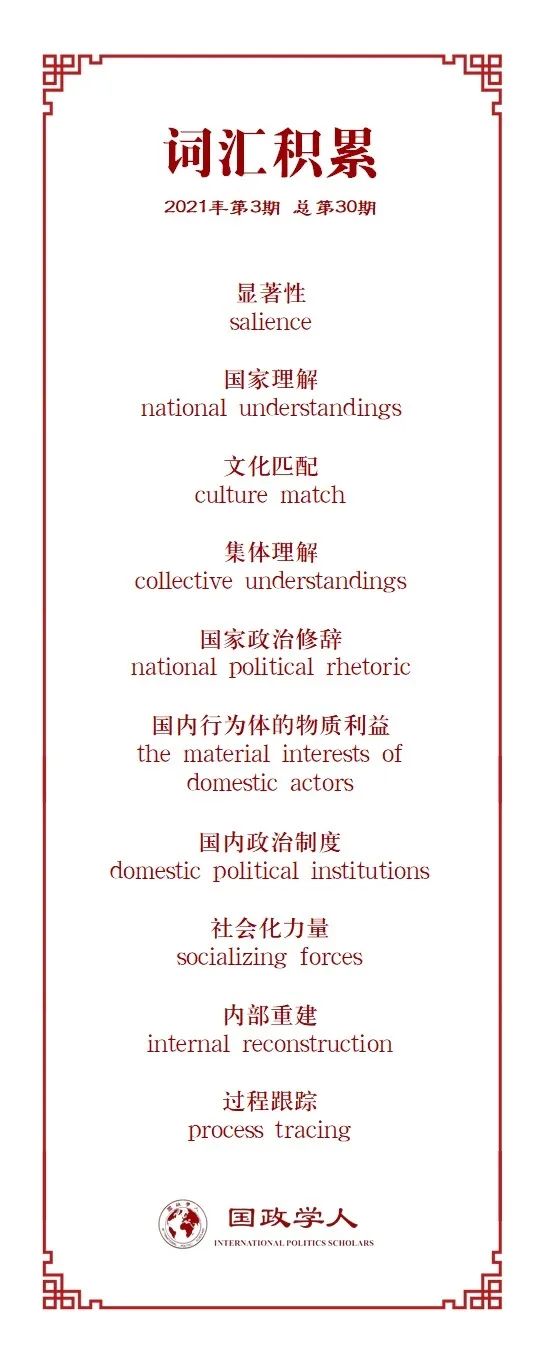 词汇积累
2021年第3期 总第30期
显著性
salience
国家理解
national understandings
文化匹配
culture match
集体理解
collective understandings
国家政治修辞
national political rhetoric
国内行为体的物质利益
the material interests of
domestic actors
国内政治制度
domestic political institutions
社会化力量
socializing forces
内部重建
internal reconstruction
过程跟踪
process tracing
国政学人
INTERNATIONAL POLITICS SCHOLARS